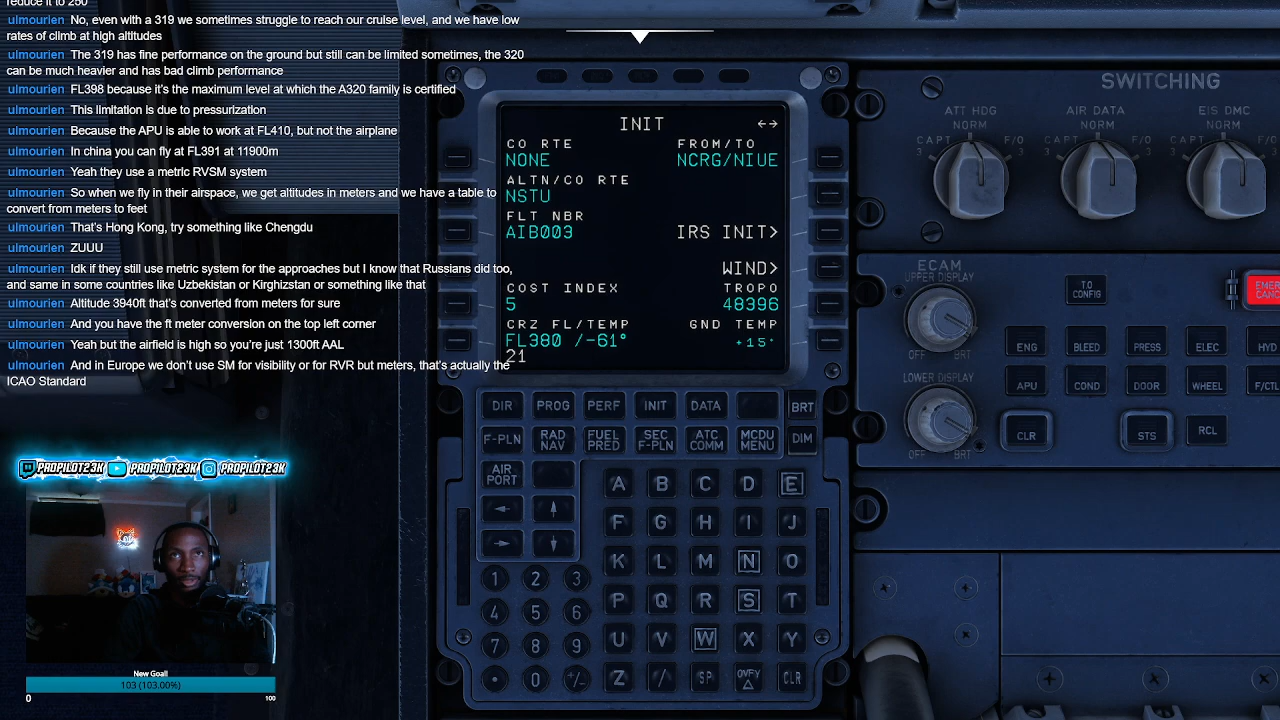 reduce it to 250
ulmourien No, even with a 319 we sometimes struggle to reach our cruise level, and we have low
rates of climb at high altitudes
ulmourien The 319 has fine performance on the ground but still can be limited sometimes, the 320
can be much heavier and has bad climb performance
ulmourien FL398 because it's the maximum level at which the A320 family is certified
ulmourien This limitation is due to pressurization
ulmourien Because the APU is able to work at FL410, but not the airplane
ulmourien In china you can fly at FL391 at 11900m
ulmourien Yeah they use a metric RVSM system
ulmourien So when we fly in their airspace, we get altitudes in meters and we have a table to
convert from meters to feet
ulmourien That's Hong Kong, try something like Chengdu
ulmourien ZUUU
ulmourien Idk if they still use metric system for the approaches but I know that Russians did too,
and same in some countries like Uzbekistan or Kirghizstan or something like that
ulmourien Altitude 3940ft that's converted from meters for sure
ulmourien And you have the ft meter conversion on the top left corner
ulmourien Yeah but the airfield is high so you're just 1300ft AAL
ulmourien And in Europe we don't use SM for visibility or for RVR but meters, that's actually the
ICAO Standard
PROPILOT23K PROPILOT23K PROPILOT23K
New Goal!
103 (103.00%)
0 100
INIT ←→
CO RTE FROM/TO
NONE NCRG/NIUE
ALTN/CO RTE
NSTU
FLT NBR
AIB003 IRS INIT>
WIND>
COST INDEX TROPO
5 48396
CRZ FL/TEMP GND TEMP
FL380 /-61° +15°
21
DIR PROG PERF INIT DATA BRT
F-PLN RAD NAV FUEL PRED SEC F-PLN ATC COMM MCDU MENU DIM
AIR PORT
← ↑
→ ↓
A B C D E
F G H I J
K L M N O
P Q R S T
U V W X Y
Z / SP OVFY Δ CLR
1 2 3
4 5 6
7 8 9
. 0 +/-
SWITCHING
ATT HDG AIR DATA EIS DMC
NORM NORM NORM
CAPT F/O CAPT F/O CAPT F/O
3 3 3 3 3 3
ECAM
UPPER DISPLAY
OFF BRT
LOWER DISPLAY
OFF BRT
TO CONFIG
EMER CANC
ENG BLEED PRESS ELEC HYD
APU COND DOOR WHEEL F/CTL
CLR STS RCL